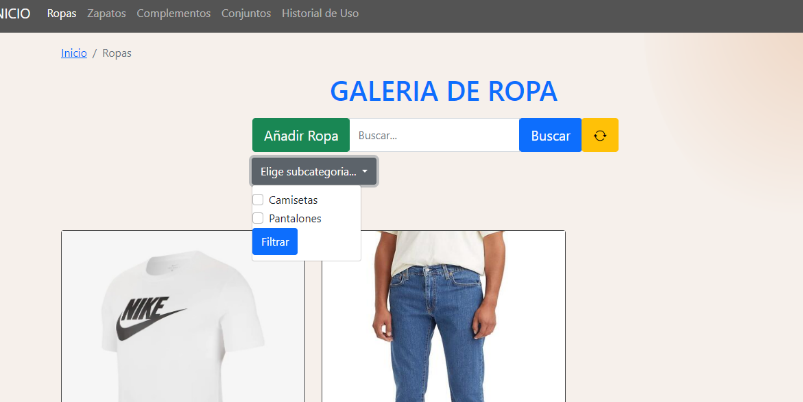 NICIO Ropas Zapatos Complementos Conjuntos Historial de Uso
Inicio / Ropas
GALERIA DE ROPA
Añadir Ropa Buscar... Buscar
Elige subcategoria...
Camisetas
Pantalones
Filtrar
NIKE